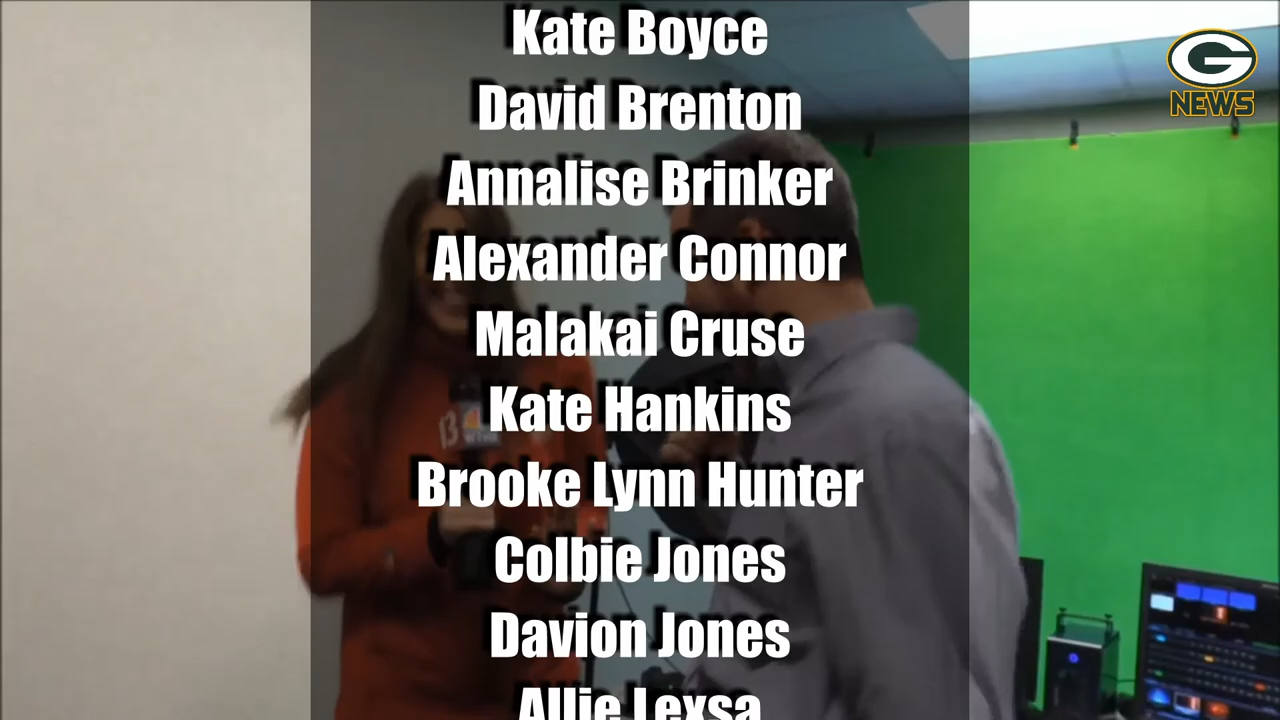 Kate Boyce
David Brenton
Annalise Brinker
Alexander Connor
Malakai Cruse
Kate Hankins
Brooke Lynn Hunter
Colbie Jones
Davion Jones
Allie Lexsa
G
NEWS